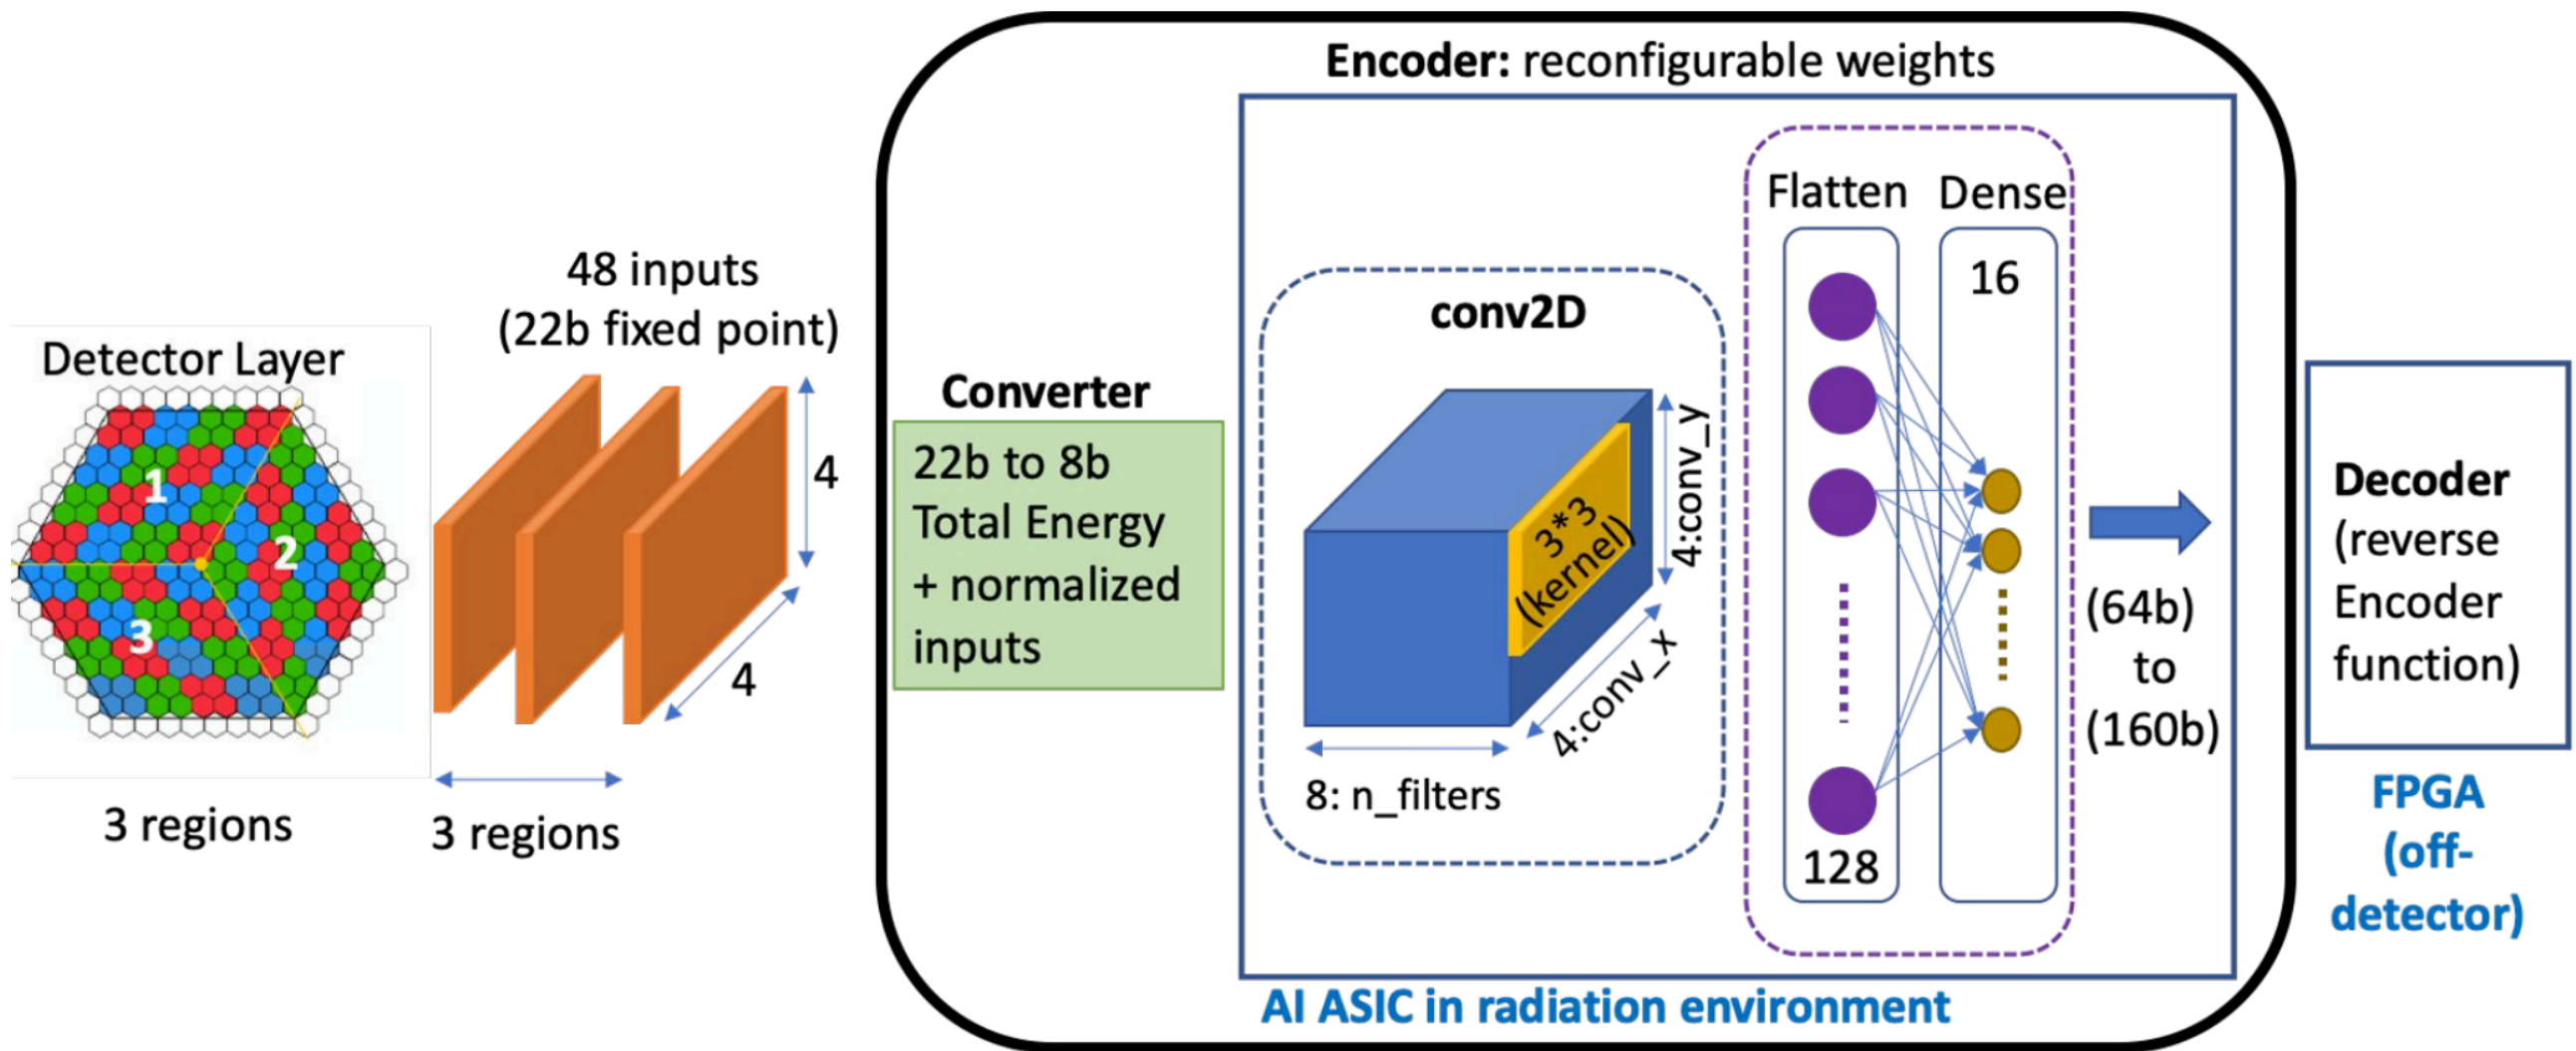 Detector Layer
1
2
3
3 regions
48 inputs
(22b fixed point)
4
4
3 regions
Converter
22b to 8b
Total Energy
+ normalized
inputs
Encoder: reconfigurable weights
conv2D
3*3
(kernel)
4:conv_y
4:conv_x
8: n_filters
Flatten
Dense
16
128
(64b)
to
(160b)
AI ASIC in radiation environment
Decoder
(reverse
Encoder
function)
FPGA
(off-
detector)